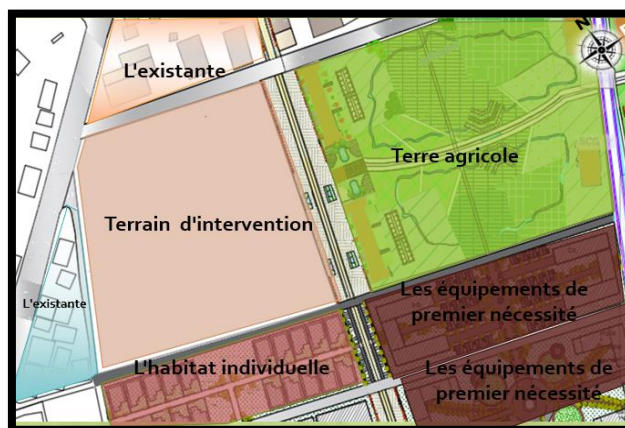 N
L'existante
Terre agricole
Terrain d'intervention
L'existante
Les équipements de
premier nécessité
L'habitat individuelle
Les équipements de
premier nécessité